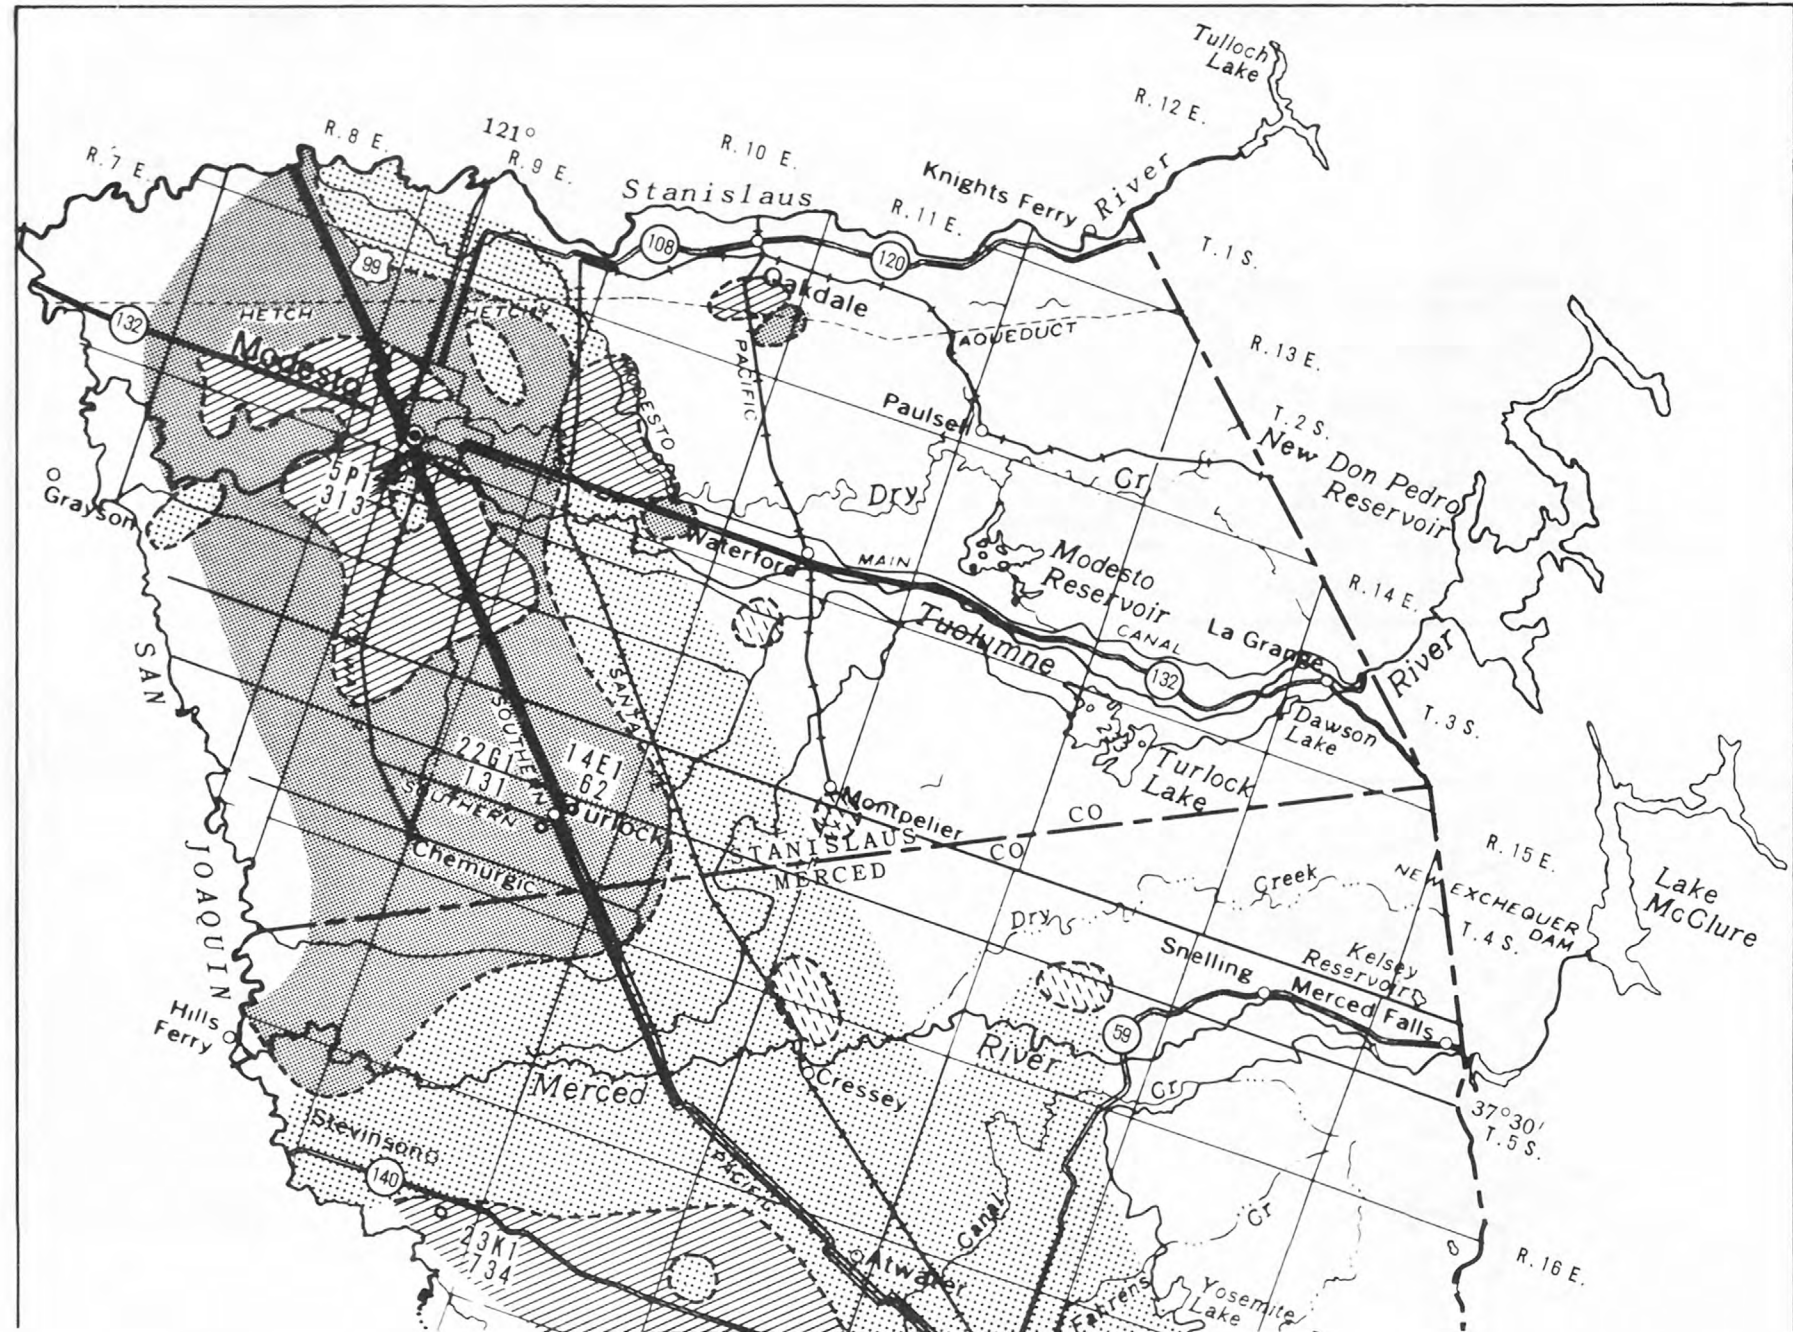 Tulloch
Lake
R. 12 E.
R. 7 E.
R. 8 E.
121°
R. 9 E.
R. 10 E.
Stanislaus
R. 11 E.
Knights Ferry
River
T. 1 S.
99
108
120
Oakdale
132
HETCH
HETCHY
AQUEDUCT
R. 13 E.
Modesto
PACIFIC
MODESTO
Paulsell
T. 2 S.
New Don Pedro
Reservoir
Grayson
5P1
313
Dry
Cr
Waterford
MAIN
Modesto
Reservoir
CANAL
R. 14 E.
La Grange
Tuolumne
River
132
SAN
JOAQUIN
SANTA
T. 3 S.
Dawson
Lake
Turlock
Lake
SOUTHERN
22G1
131
14E1
62
SOUTHERN
Turlock
Montpelier
Chemurgic
STANISLAUS
CO
MERCED
CO
R. 15 E.
Creek
Dry
NEW EXCHEQUER
DAM
Lake
McClure
T. 4 S.
Snelling
Kelsey
Reservoir
Merced Falls
Hills
Ferry
59
River
Merced
Cressey
Cr
37°30'
T. 5 S.
Stevinson
140
PACIFIC
Canal
Cr
23K1
734
Atwater
R. 16 E.
Fahrens
Yosemite
Lake